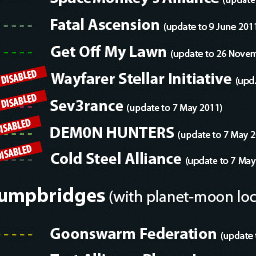 SpaceMonkey's Alliance (update
Fatal Ascension (update to 9 June 2011
Get Off My Lawn (update to 26 Novem
DISABLED Wayfarer Stellar Initiative (upd
DISABLED Sev3rance (update to 7 May 2011)
DISABLED DEM0N HUNTERS (update to 7 May 2
DISABLED Cold Steel Alliance (update to 7 May
umpbridges (with planet-moon loc
Goonswarm Federation (update